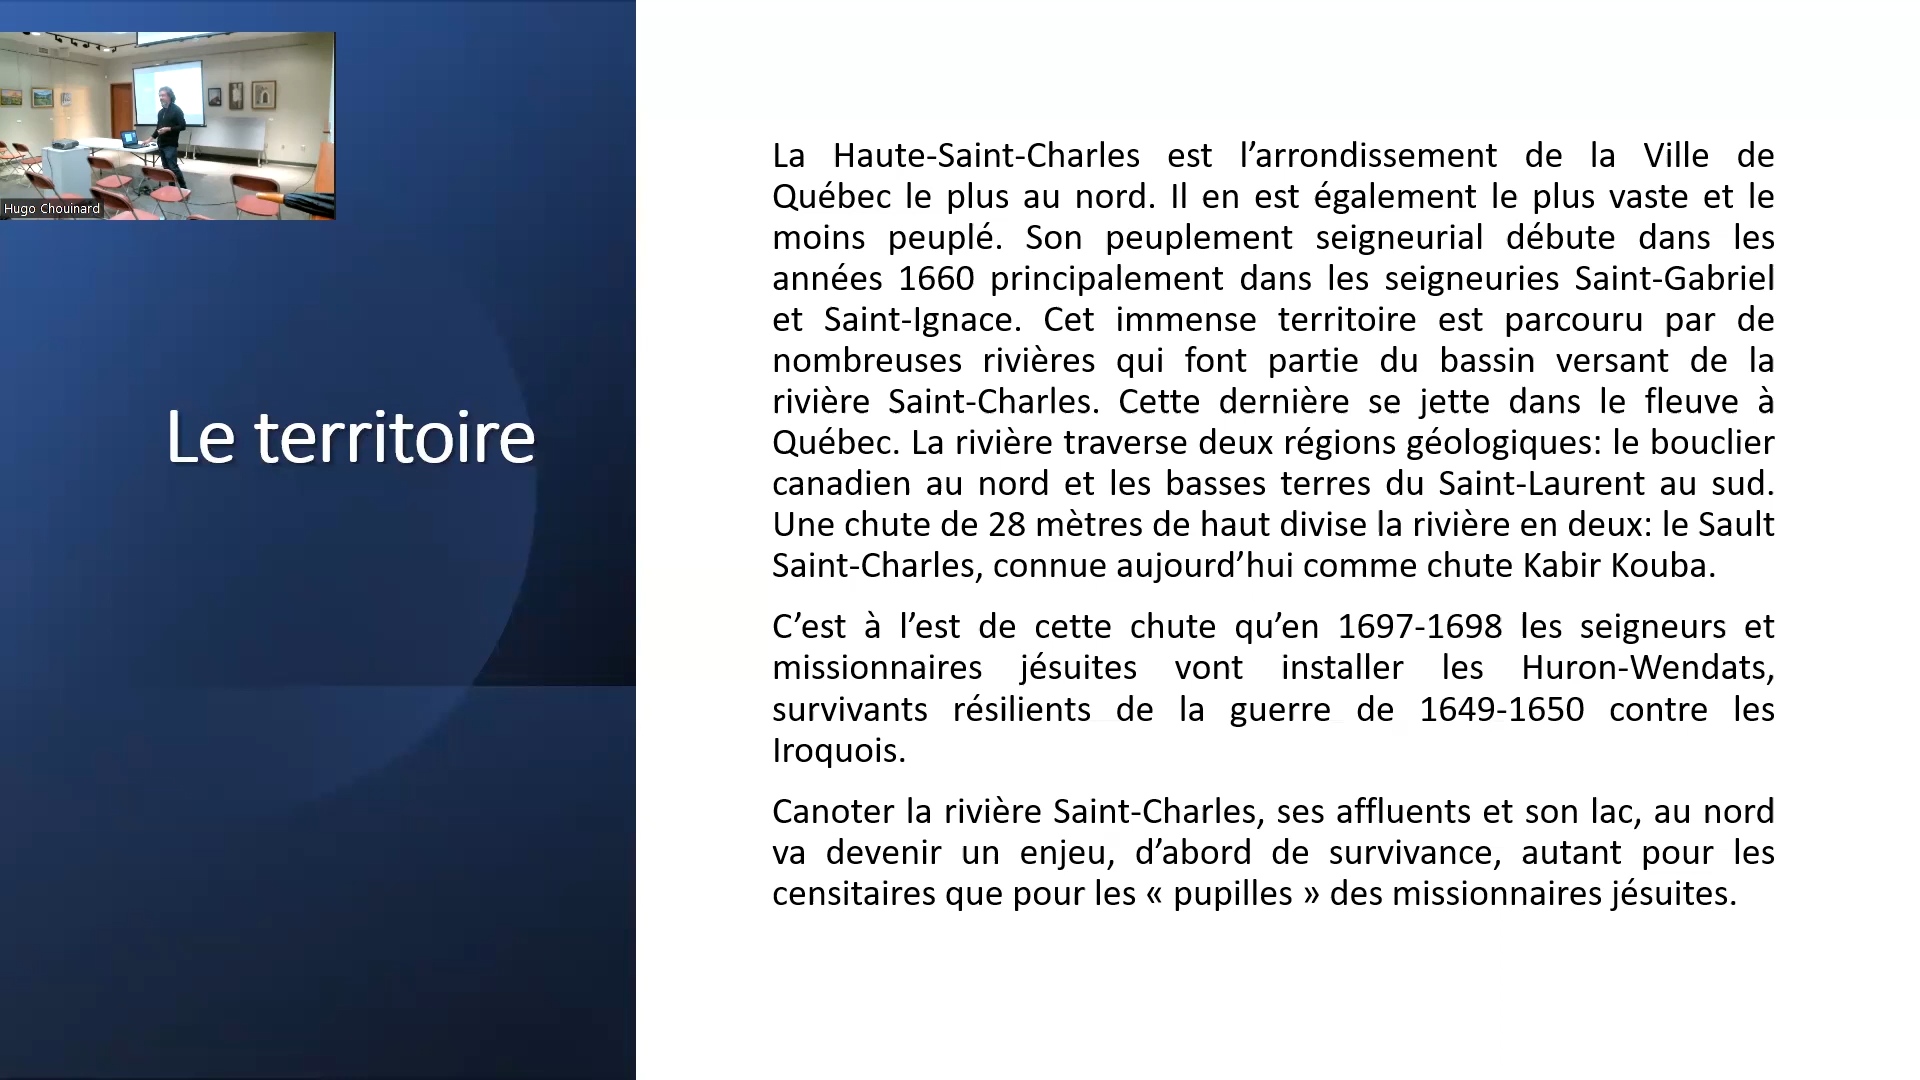 Hugo Chouinard
Le territoire
La Haute-Saint-Charles est l’arrondissement de la Ville de
Québec le plus au nord. Il en est également le plus vaste et le
moins peuplé. Son peuplement seigneurial débute dans les
années 1660 principalement dans les seigneuries Saint-Gabriel
et Saint-Ignace. Cet immense territoire est parcouru par de
nombreuses rivières qui font partie du bassin versant de la
rivière Saint-Charles. Cette dernière se jette dans le fleuve à
Québec. La rivière traverse deux régions géologiques: le bouclier
canadien au nord et les basses terres du Saint-Laurent au sud.
Une chute de 28 mètres de haut divise la rivière en deux: le Sault
Saint-Charles, connue aujourd’hui comme chute Kabir Kouba.
C’est à l’est de cette chute qu’en 1697-1698 les seigneurs et
missionnaires jésuites vont installer les Huron-Wendats,
survivants résilients de la guerre de 1649-1650 contre les
Iroquois.
Canoter la rivière Saint-Charles, ses affluents et son lac, au nord
va devenir un enjeu, d’abord de survivance, autant pour les
censitaires que pour les « pupilles » des missionnaires jésuites.